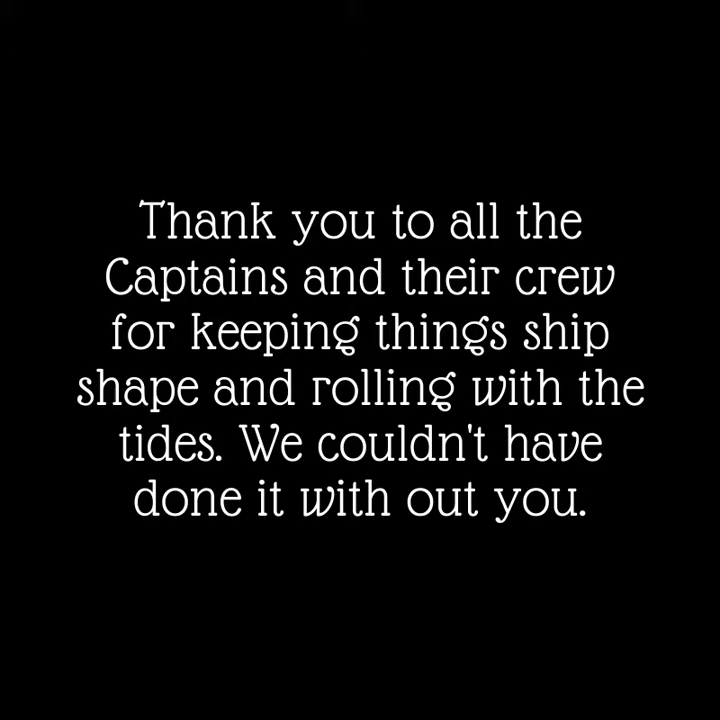 Thank you to all the
Captains and their crew
for keeping things ship
shape and rolling with the
tides. We couldn't have
done it with out you.